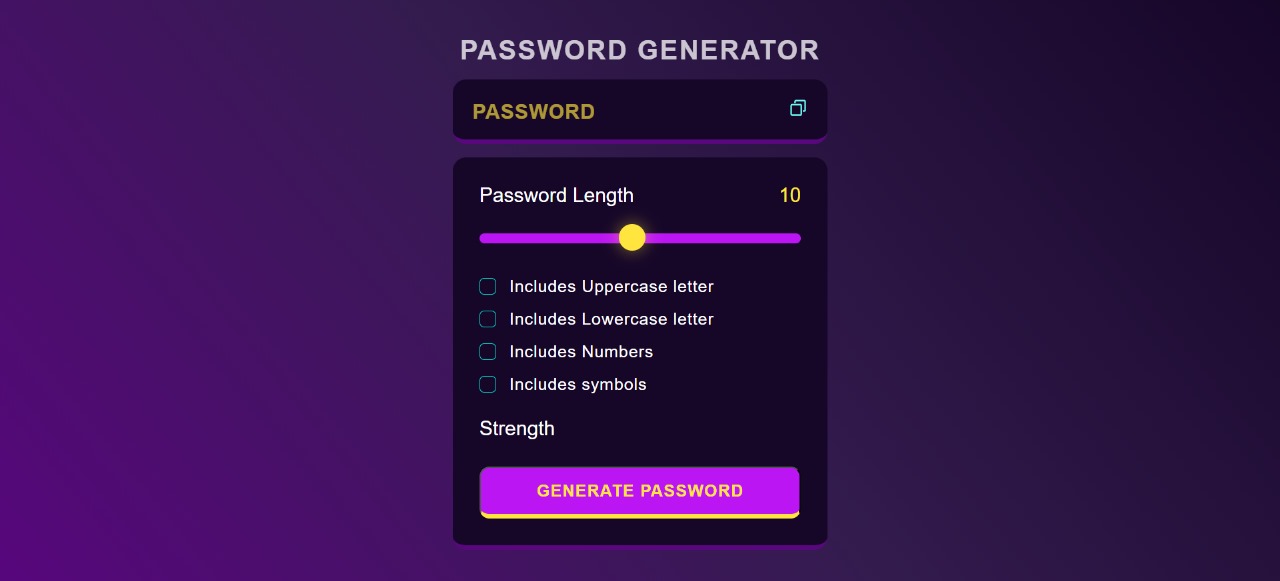 PASSWORD GENERATOR
PASSWORD
Password Length 10
Includes Uppercase letter
Includes Lowercase letter
Includes Numbers
Includes symbols
Strength
GENERATE PASSWORD